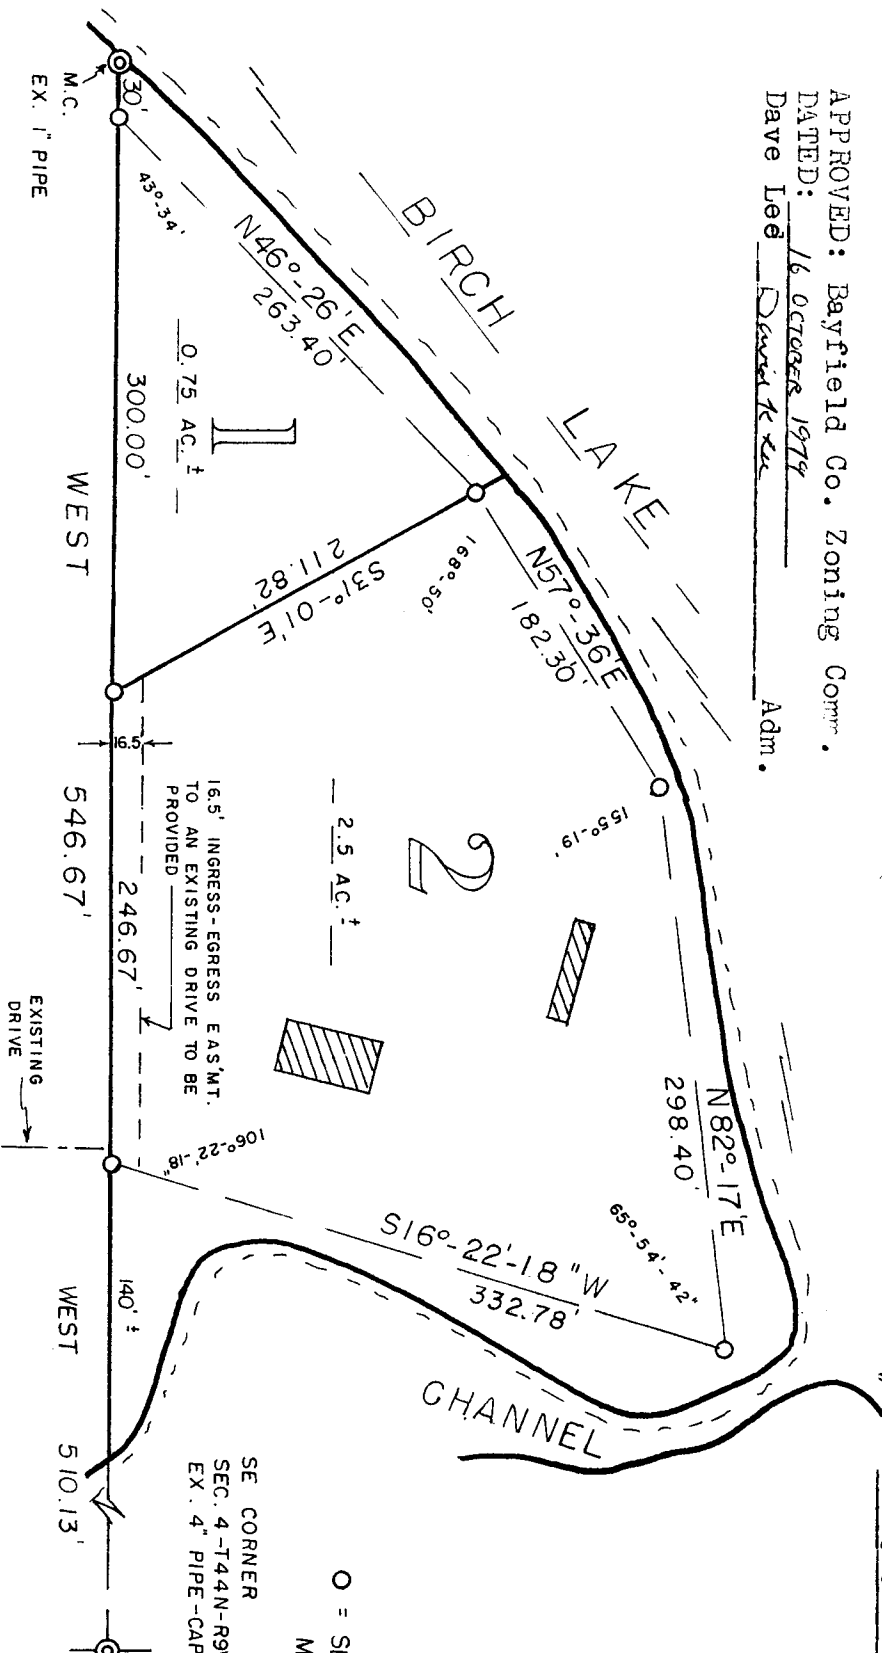 APPROVED: Bayfield Co. Zoning Comm.
DATED: 16 OCTOBER 1979
Dave Lee Adm.
BIRCH LAKE
M.C.
EX. 1" PIPE
30'
43°-34'
N46°-26'E
263.40'
1
0.75 AC.±
300.00'
WEST
S31°-01'E
211.82'
168°-50'
N57°-36'E
182.30'
155°-19'
2
2.5 AC.±
16.5'
16.5' INGRESS-EGRESS EAS'MT.
TO AN EXISTING DRIVE TO BE
PROVIDED
246.67'
546.67'
EXISTING
DRIVE
N82°-17'E
298.40'
65°-54'-42"
106°-22'-18"
S16°-22'-18"W
332.78'
CHANNEL
140'±
WEST 510.13'
SE CORNER
SEC. 4-T44N-R9
EX. 4" PIPE-CAP
O =